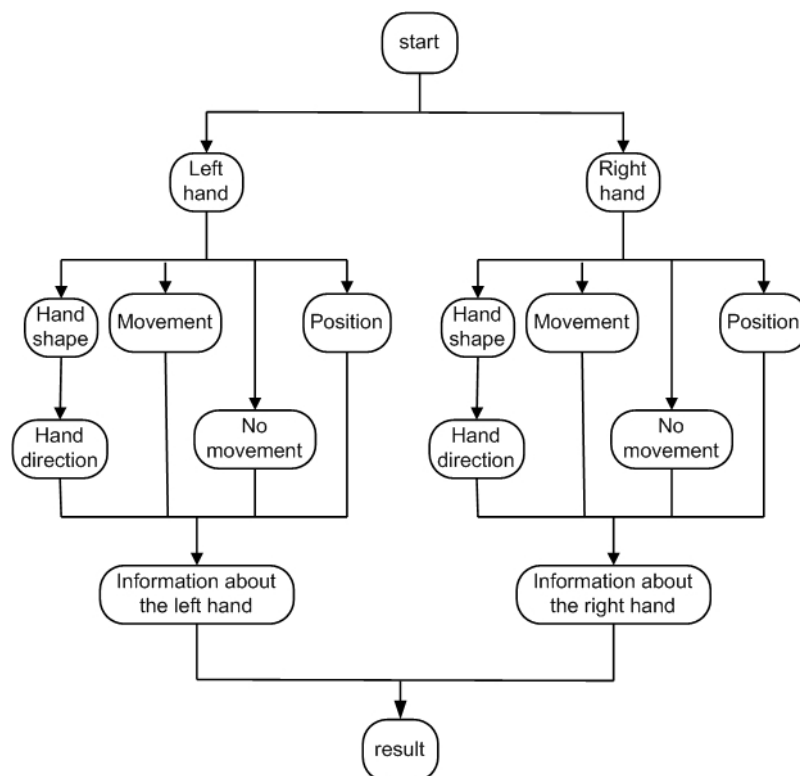 start
Left
hand
Right
hand
Hand
shape
Movement
Position
Hand
shape
Movement
Position
Hand
direction
No
movement
Hand
direction
No
movement
Information about
the left hand
Information about
the right hand
result